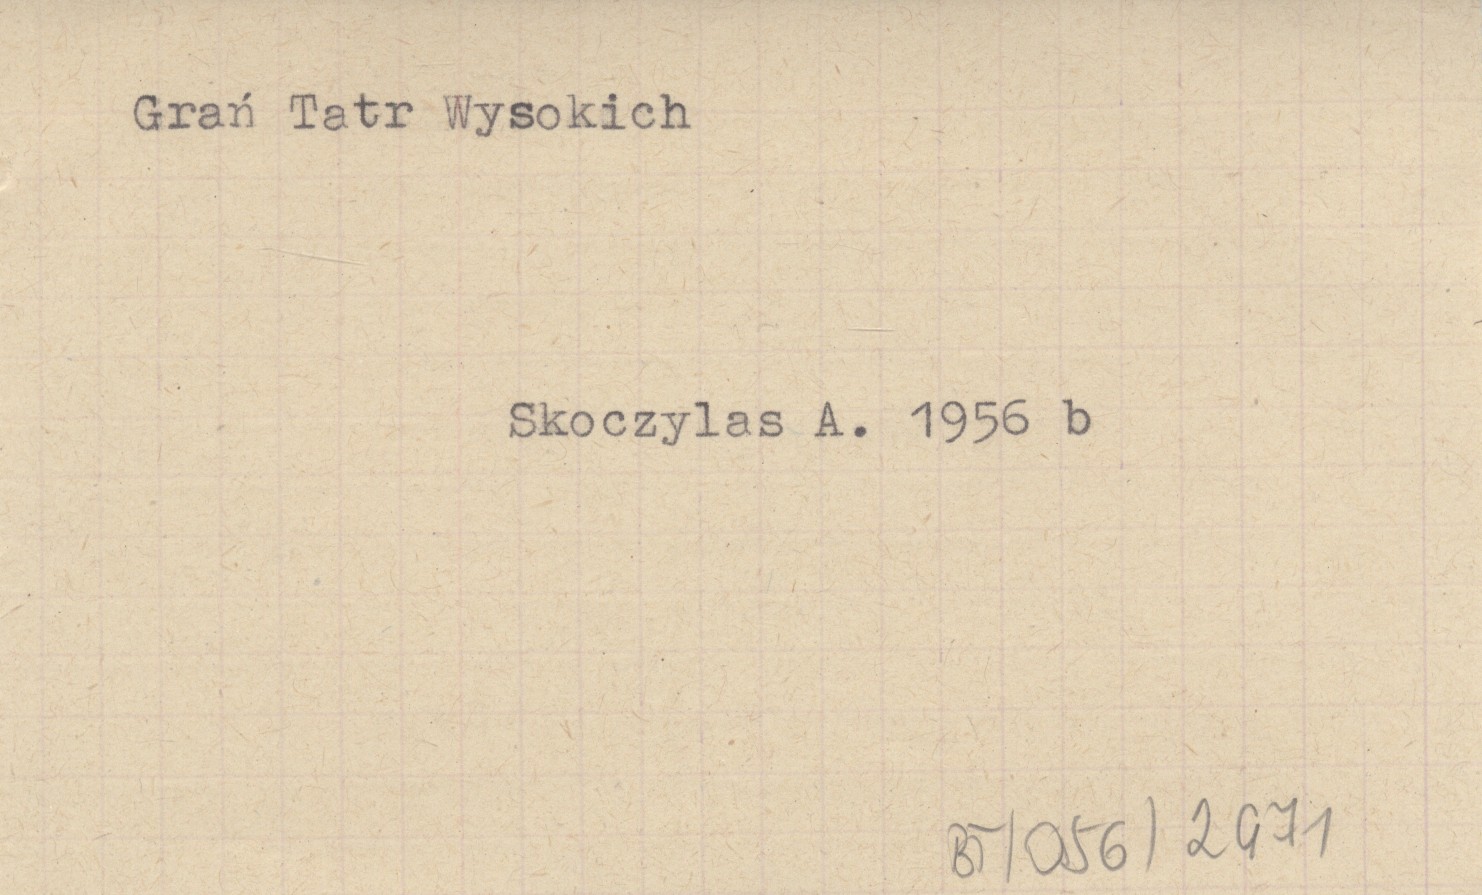 Grań Tatr Wysokich
Skoczylas A. 1956 b
BT/056/2971